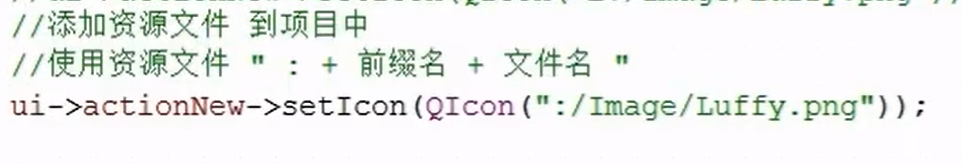 //添加资源文件 到项目中
//使用资源文件 " : + 前缀名 + 文件名 "
ui->actionNew->setIcon(QIcon(":/Image/Luffy.png"));